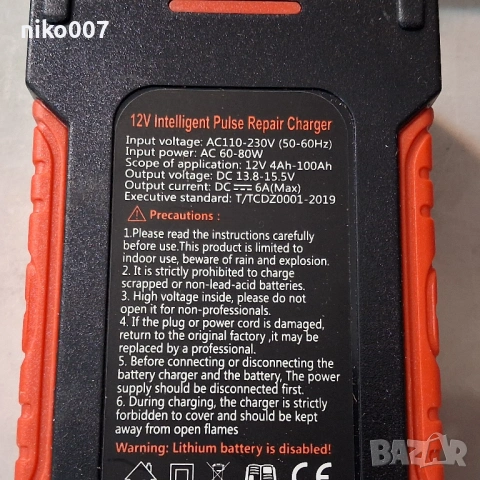 niko007
12V Intelligent Pulse Repair Charger
Input voltage: AC110-230V (50-60Hz)
Input power: AC 60-80W
Scope of application: 12V 4Ah-100Ah
Output voltage: DC 13.8-15.5V
Output current: DC ⎓ 6A(Max)
Executive standard: T/TCDZ0001-2019
⚠ Precautions :
1.Please read the instructions carefully
before use.This product is limited to
indoor use, beware of rain and explosion.
2. It is strictly prohibited to charge
scrapped or non-lead-acid batteries.
3. High voltage inside, please do not
open it for non-professionals.
4. If the plug or power cord is damaged,
return to the original factory ,it may be
replaced by a professional.
5. Before connecting or disconnecting the
battery charger and the battery, The power
supply should be disconnected first.
6. During charging, the charger is strictly
forbidden to cover and should be kept
away from open flames
Warning: Lithium battery is disabled!
CE
BAZAR